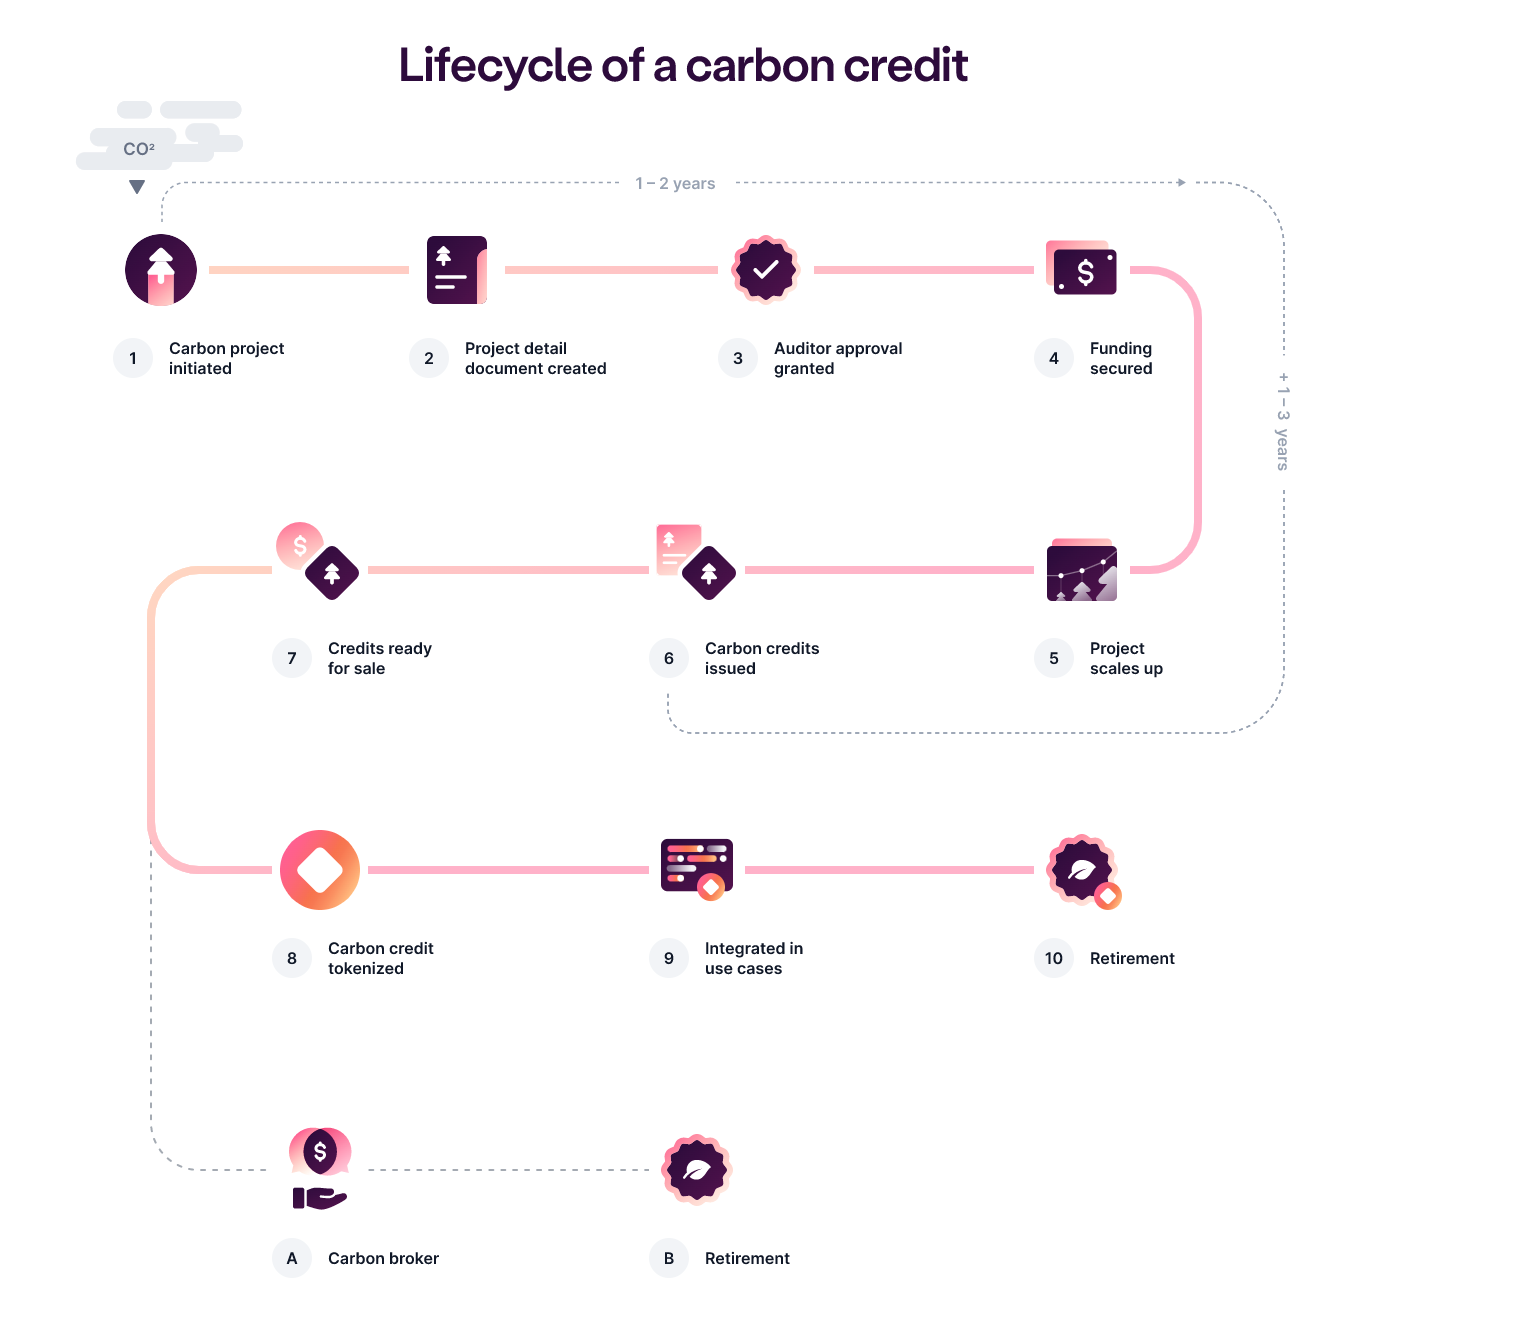 Lifecycle of a carbon credit
CO²
1 – 2 years
1
Carbon project
initiated
2
Project detail
document created
3
Auditor approval
granted
$
4
Funding
secured
+ 1 – 3 years
$
7
Credits ready
for sale
6
Carbon credits
issued
5
Project
scales up
8
Carbon credit
tokenized
9
Integrated in
use cases
10
Retirement
$
A
Carbon broker
B
Retirement